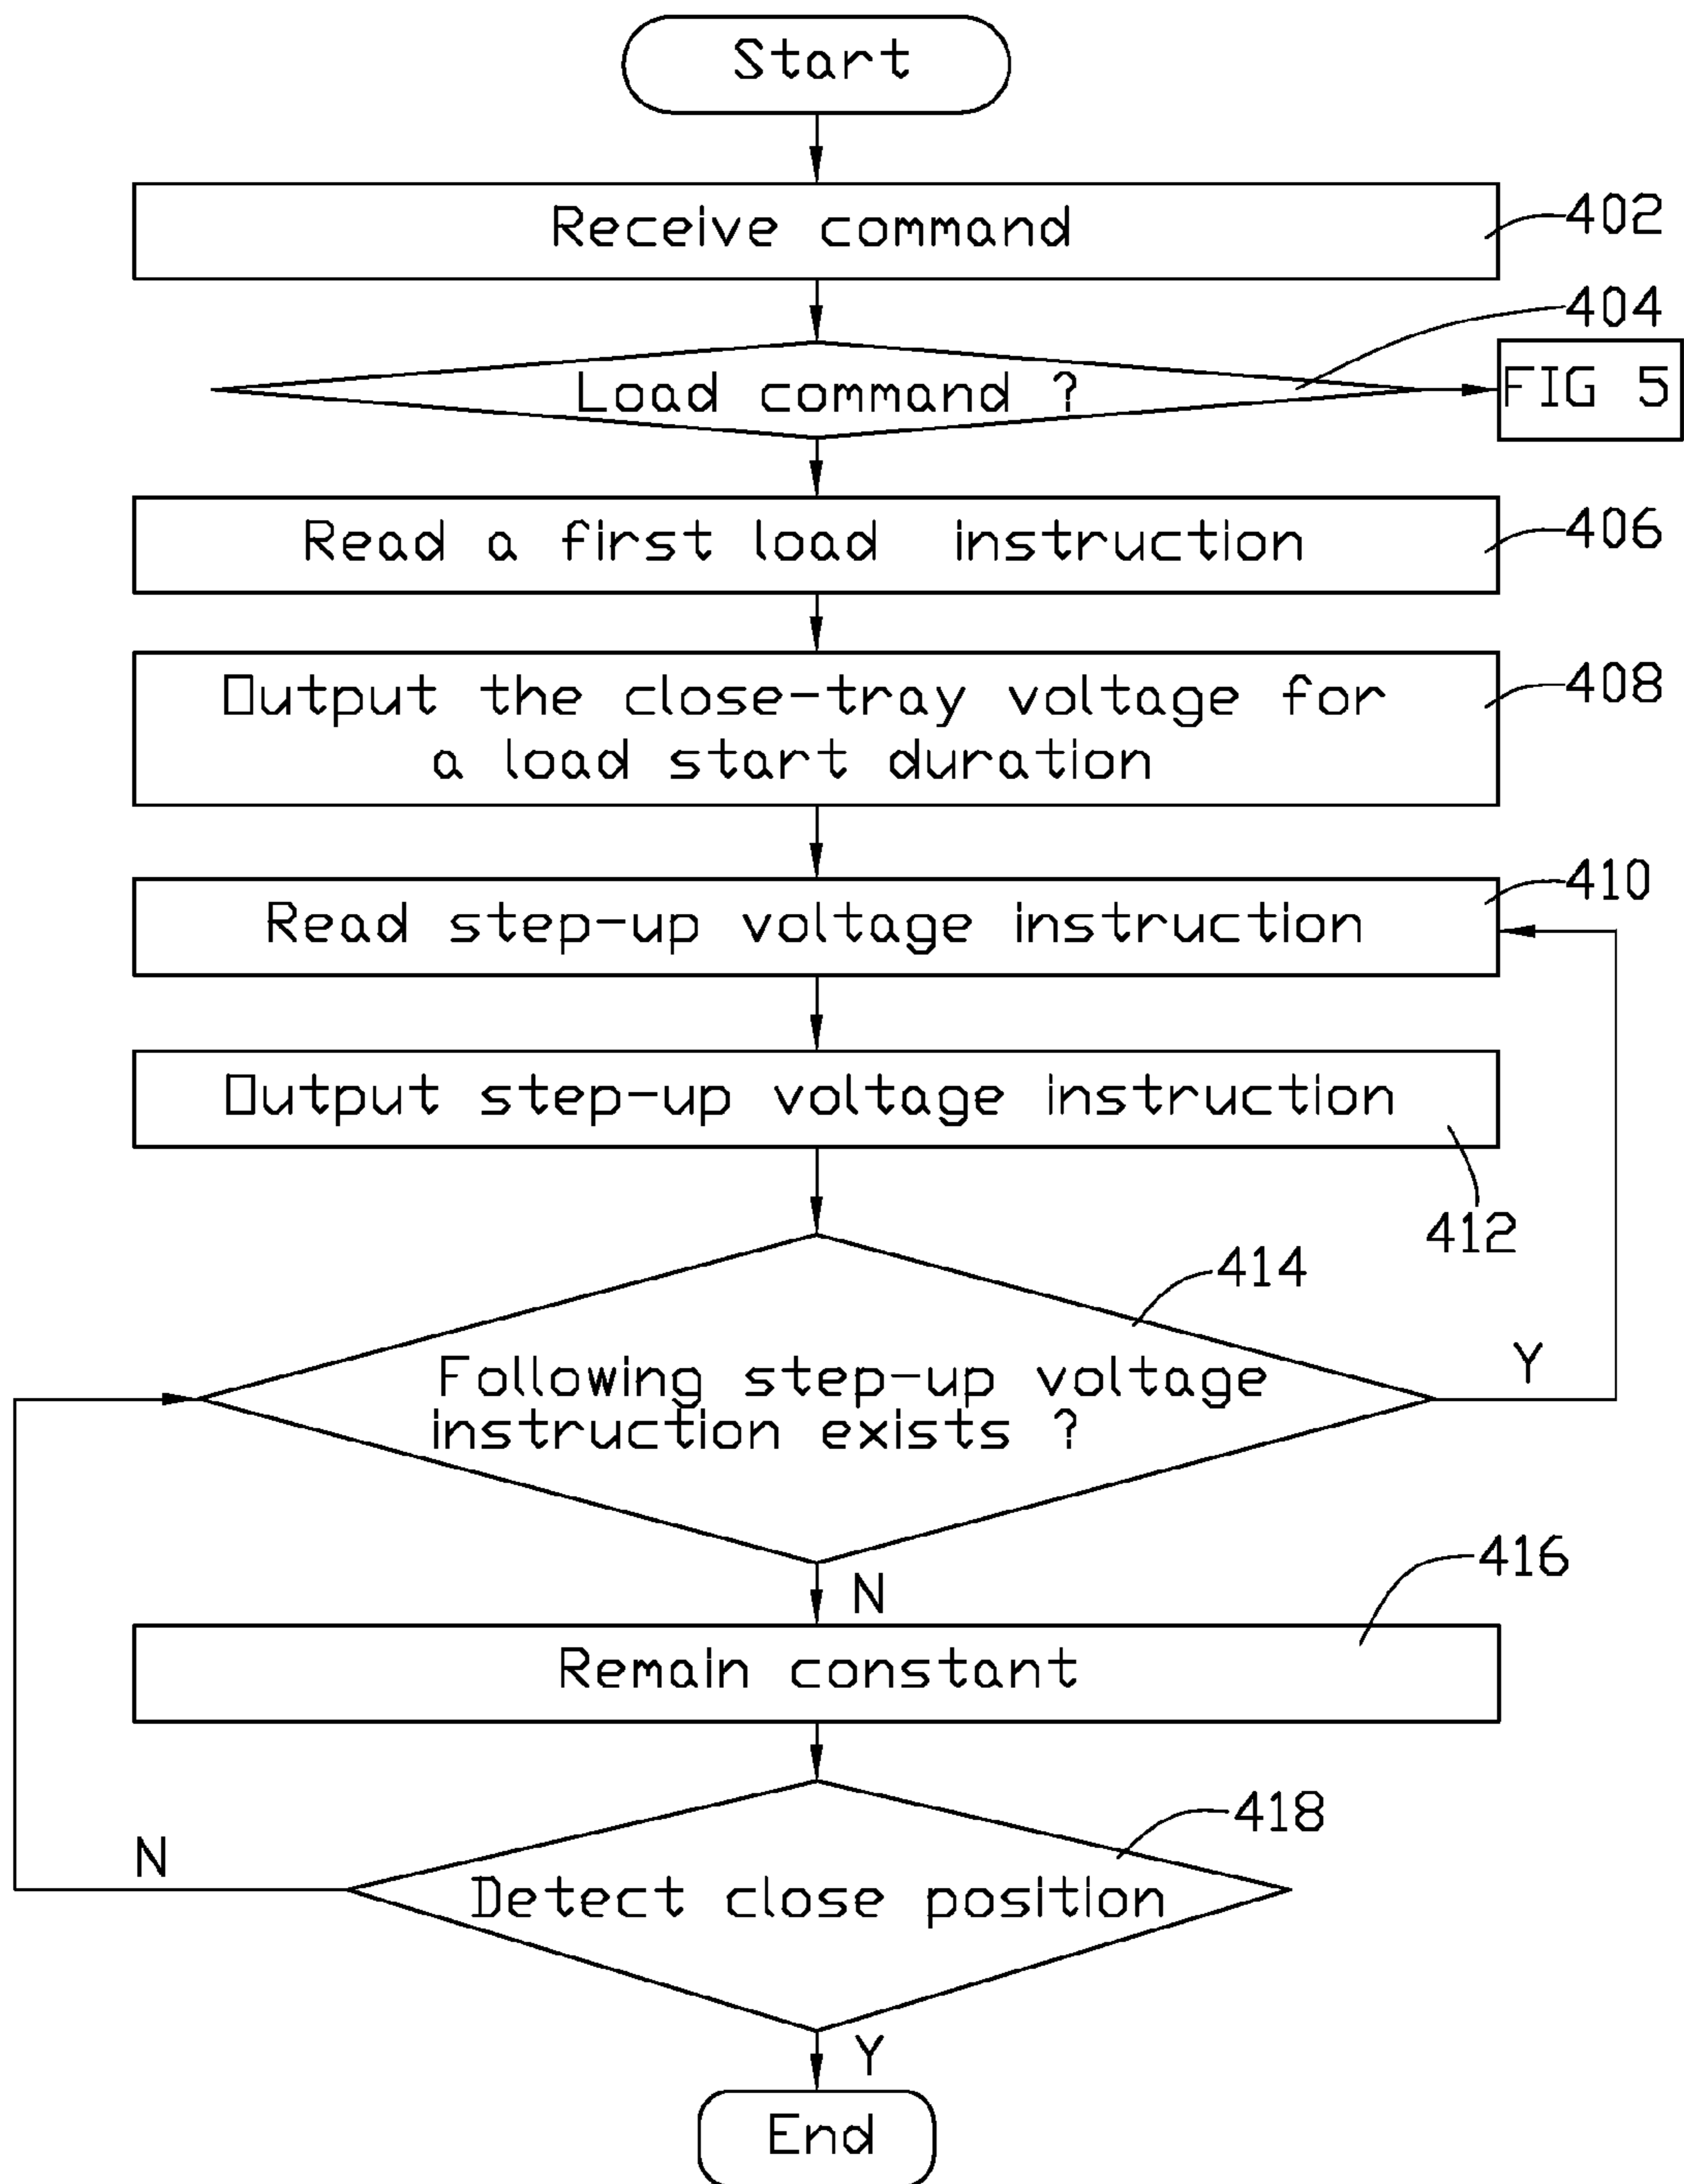 Start
Receive command
402
404
Load command ?
FIG 5
Read a first load instruction
406
Output the close-tray voltage for
a load start duration
408
410
Read step-up voltage instruction
Output step-up voltage instruction
412
414
Following step-up voltage
instruction exists ?
Y
N
416
Remain constant
418
N
Detect close position
Y
End